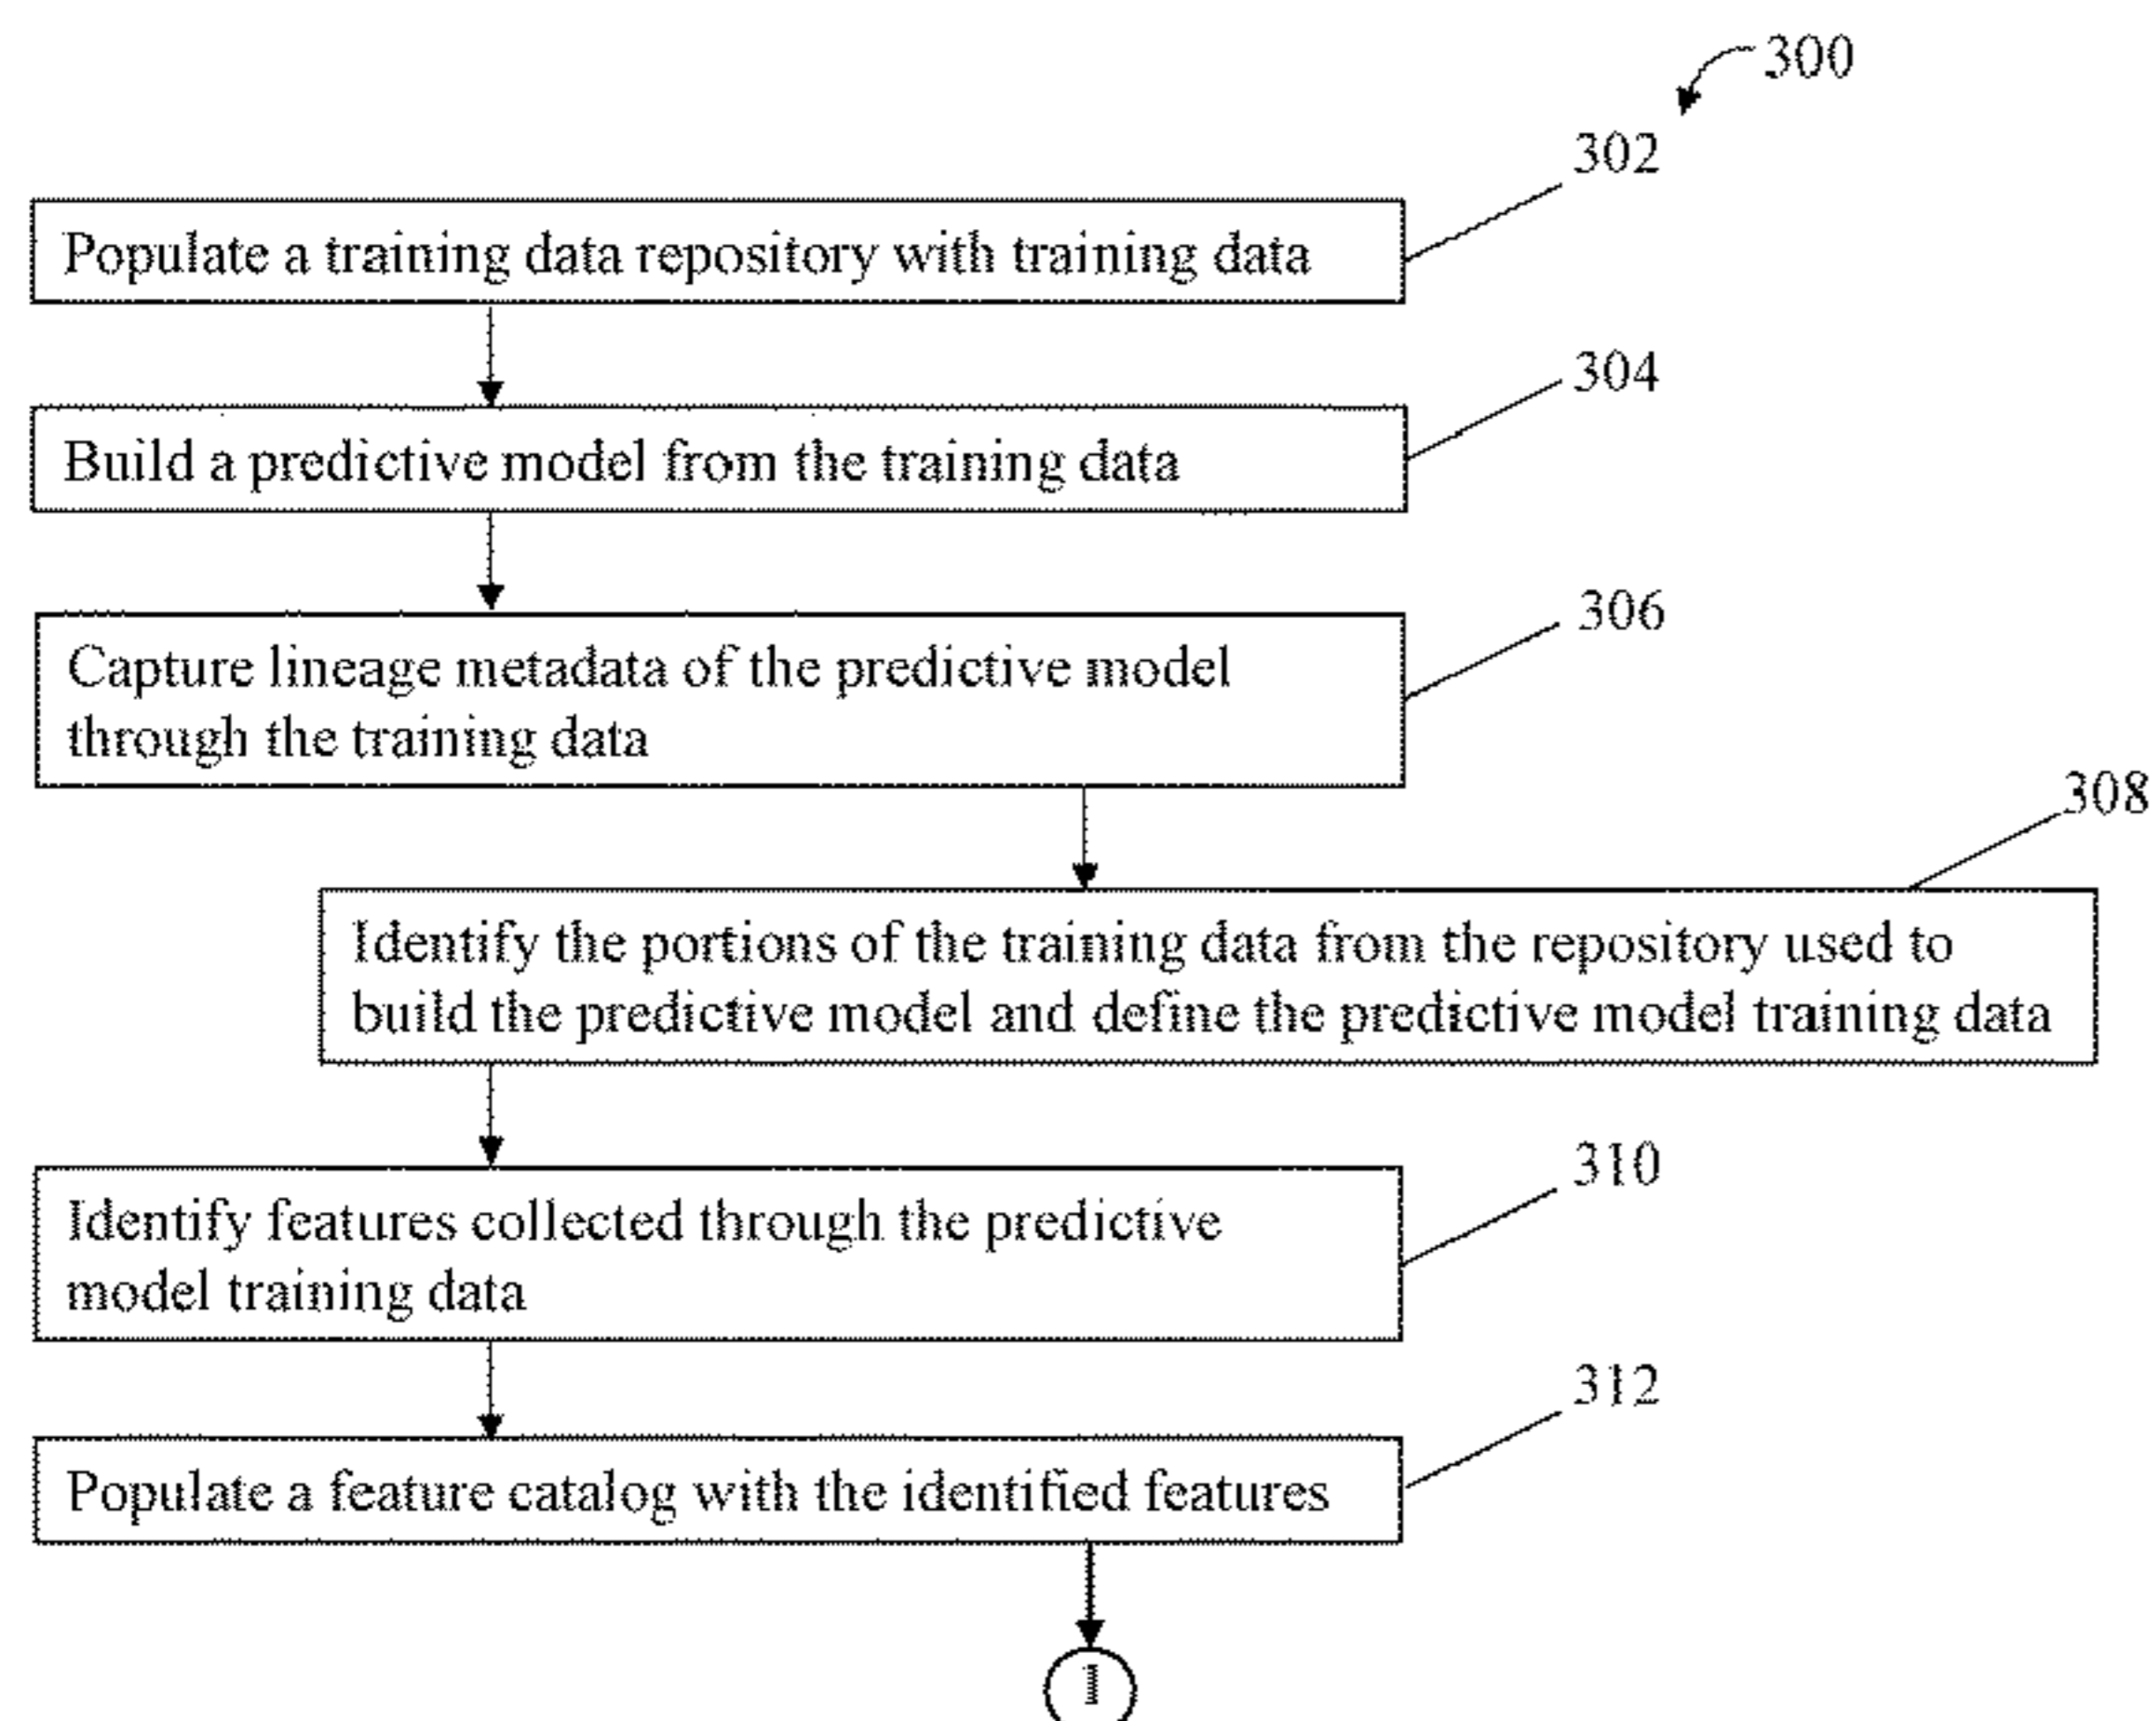 300
302
Populate a training data repository with training data
304
Build a predictive model from the training data
306
Capture lineage metadata of the predictive model
through the training data
308
Identify the portions of the training data from the repository used to
build the predictive model and define the predictive model training data
310
Identify features collected through the predictive
model training data
312
Populate a feature catalog with the identified features
1